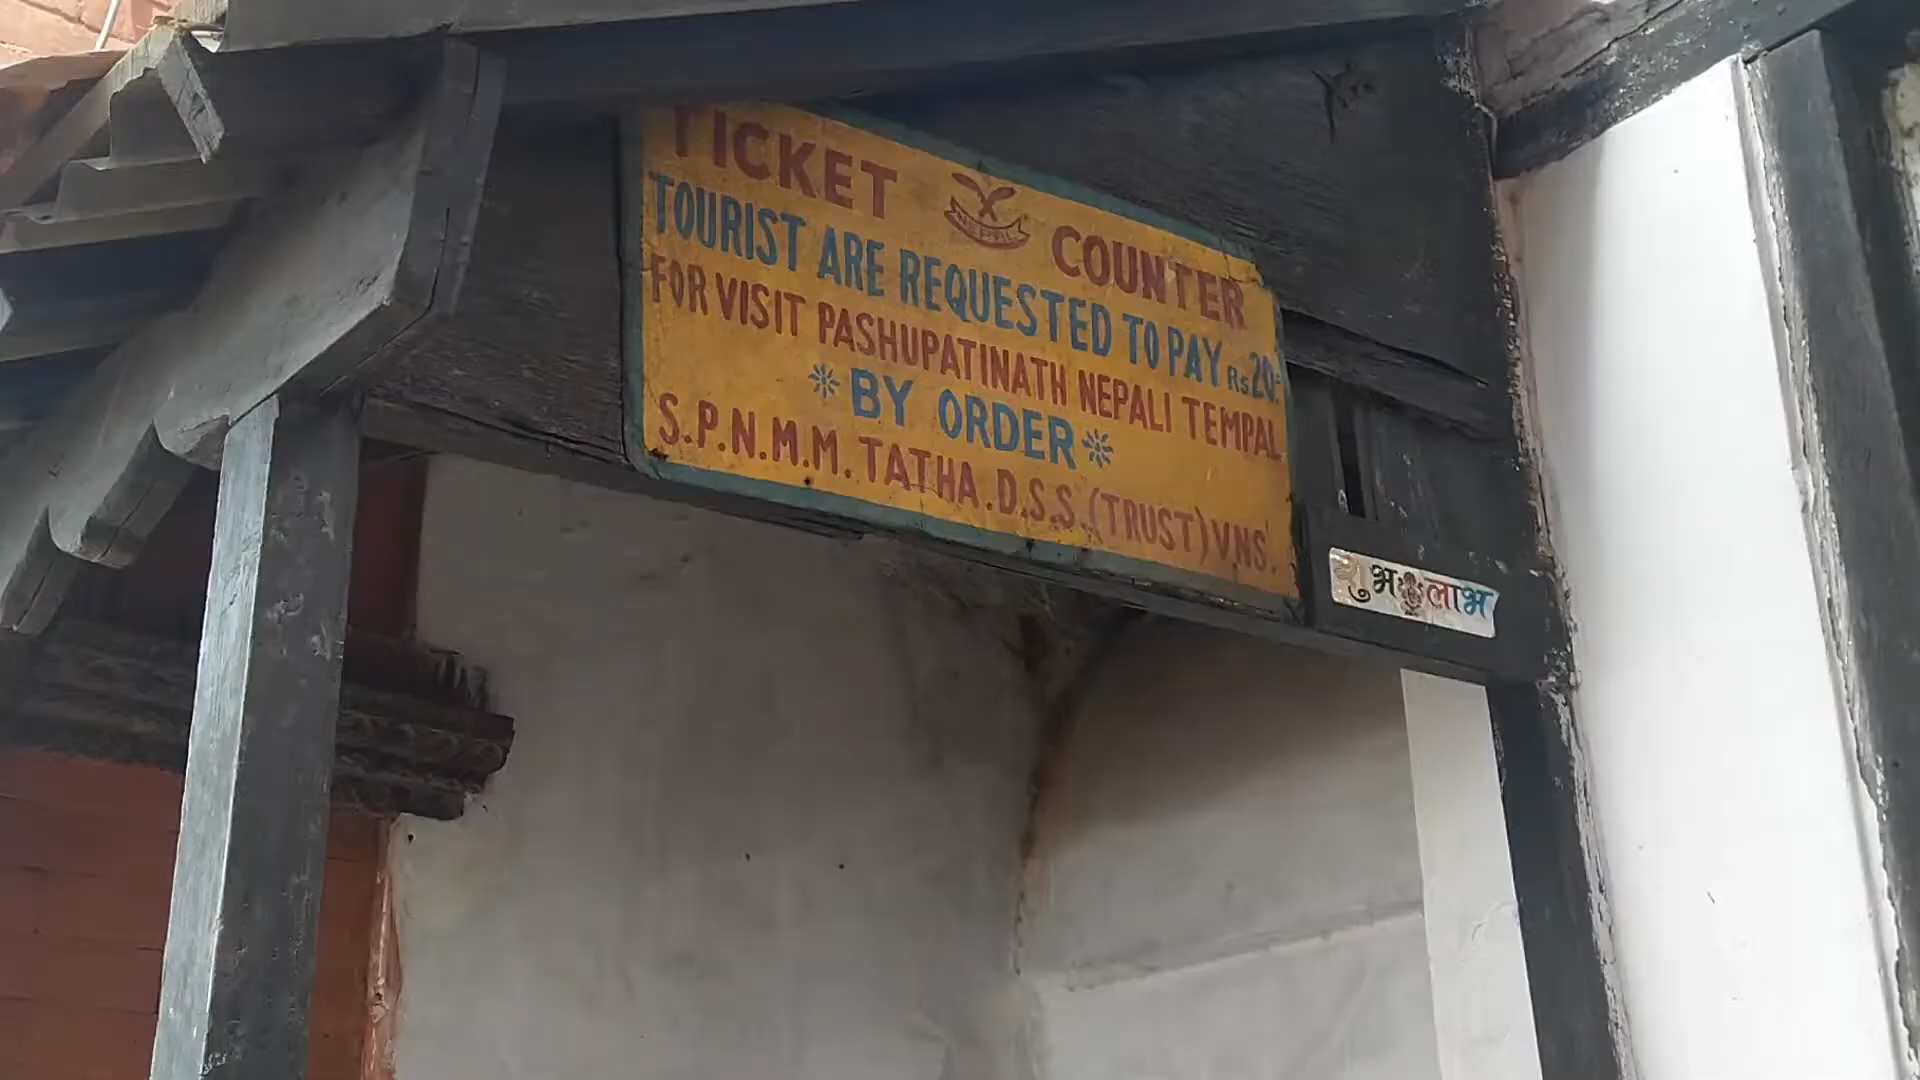 TICKET NEPAL COUNTER
TOURIST ARE REQUESTED TO PAY Rs 20/-
FOR VISIT PASHUPATINATH NEPALI TEMPAL
BY ORDER
S.P.N.M.M. TATHA.D.S.S.(TRUST) VNS.
शुभ लाभ